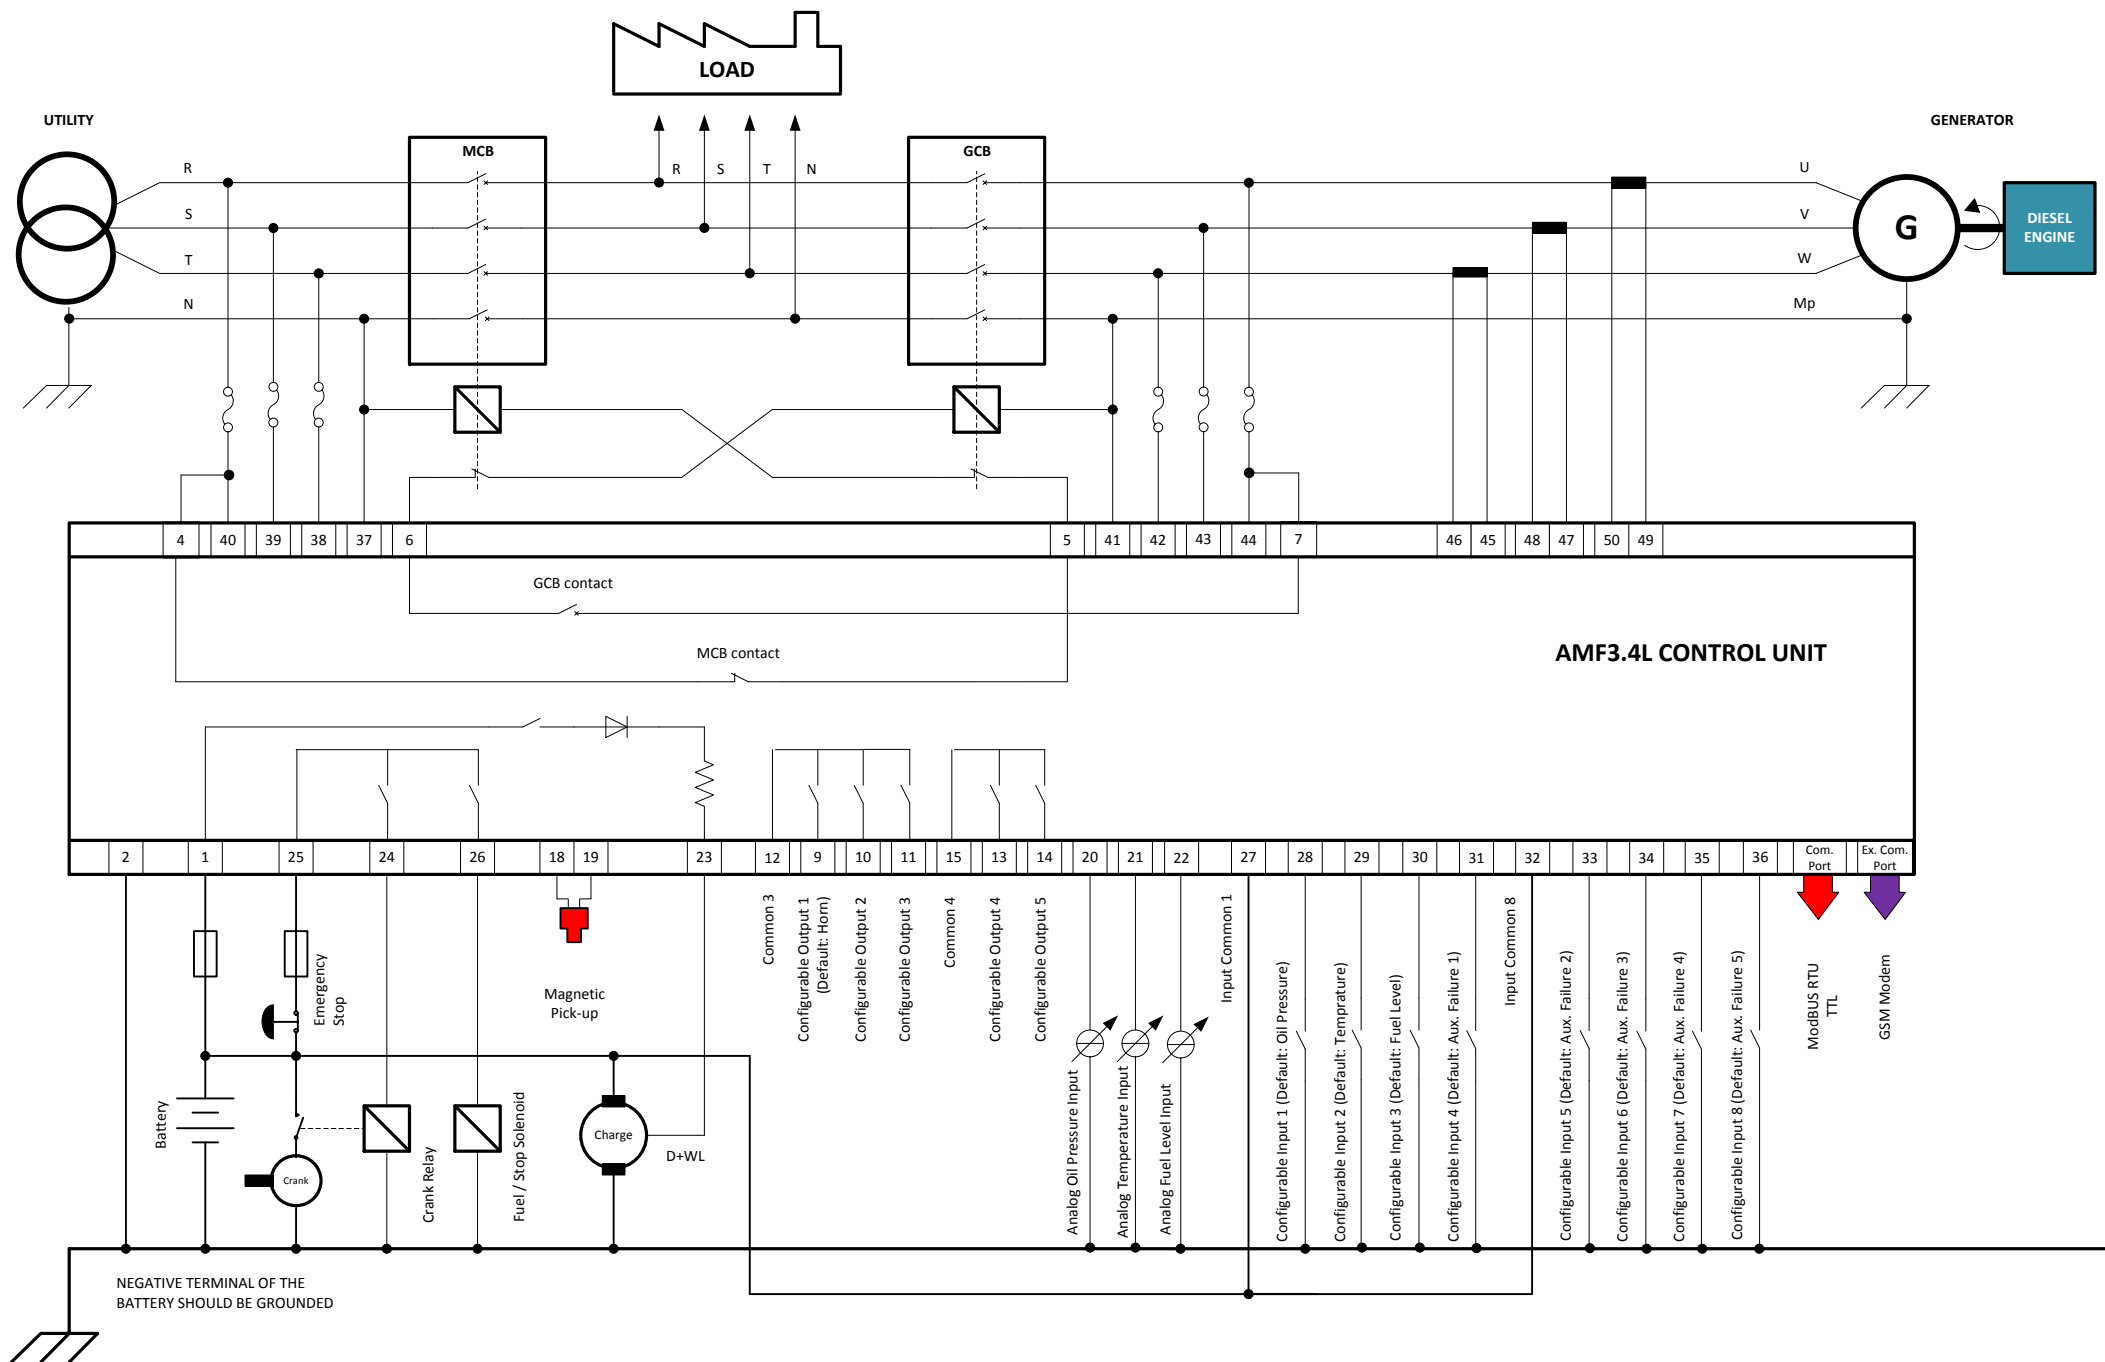 LOAD
UTILITY
GENERATOR
MCB
GCB
R
S
T
N
R
S
T
N
U
V
W
Mp
G
DIESEL
ENGINE
4
40
39
38
37
6
5
41
42
43
44
7
46
45
48
47
50
49
GCB contact
MCB contact
AMF3.4L CONTROL UNIT
2
1
25
24
26
18
19
23
12
9
10
11
15
13
14
20
21
22
27
28
29
30
31
32
33
34
35
36
Com.
Port
Ex. Com.
Port
Emergency
Stop
Magnetic
Pick-up
Common 3
Configurable Output 1
(Default: Horn)
Configurable Output 2
Configurable Output 3
Common 4
Configurable Output 4
Configurable Output 5
Analog Oil Pressure Input
Analog Temperature Input
Analog Fuel Level Input
Input Common 1
Configurable Input 1 (Default: Oil Pressure)
Configurable Input 2 (Default: Temprature)
Configurable Input 3 (Default: Fuel Level)
Configurable Input 4 (Default: Aux. Failure 1)
Input Common 8
Configurable Input 5 (Default: Aux. Failure 2)
Configurable Input 6 (Default: Aux. Failure 3)
Configurable Input 7 (Default: Aux. Failure 4)
Configurable Input 8 (Default: Aux. Failure 5)
ModBUS RTU
TTL
GSM Modem
Battery
Crank
Crank Relay
Fuel / Stop Solenoid
Charge
D+WL
NEGATIVE TERMINAL OF THE
BATTERY SHOULD BE GROUNDED